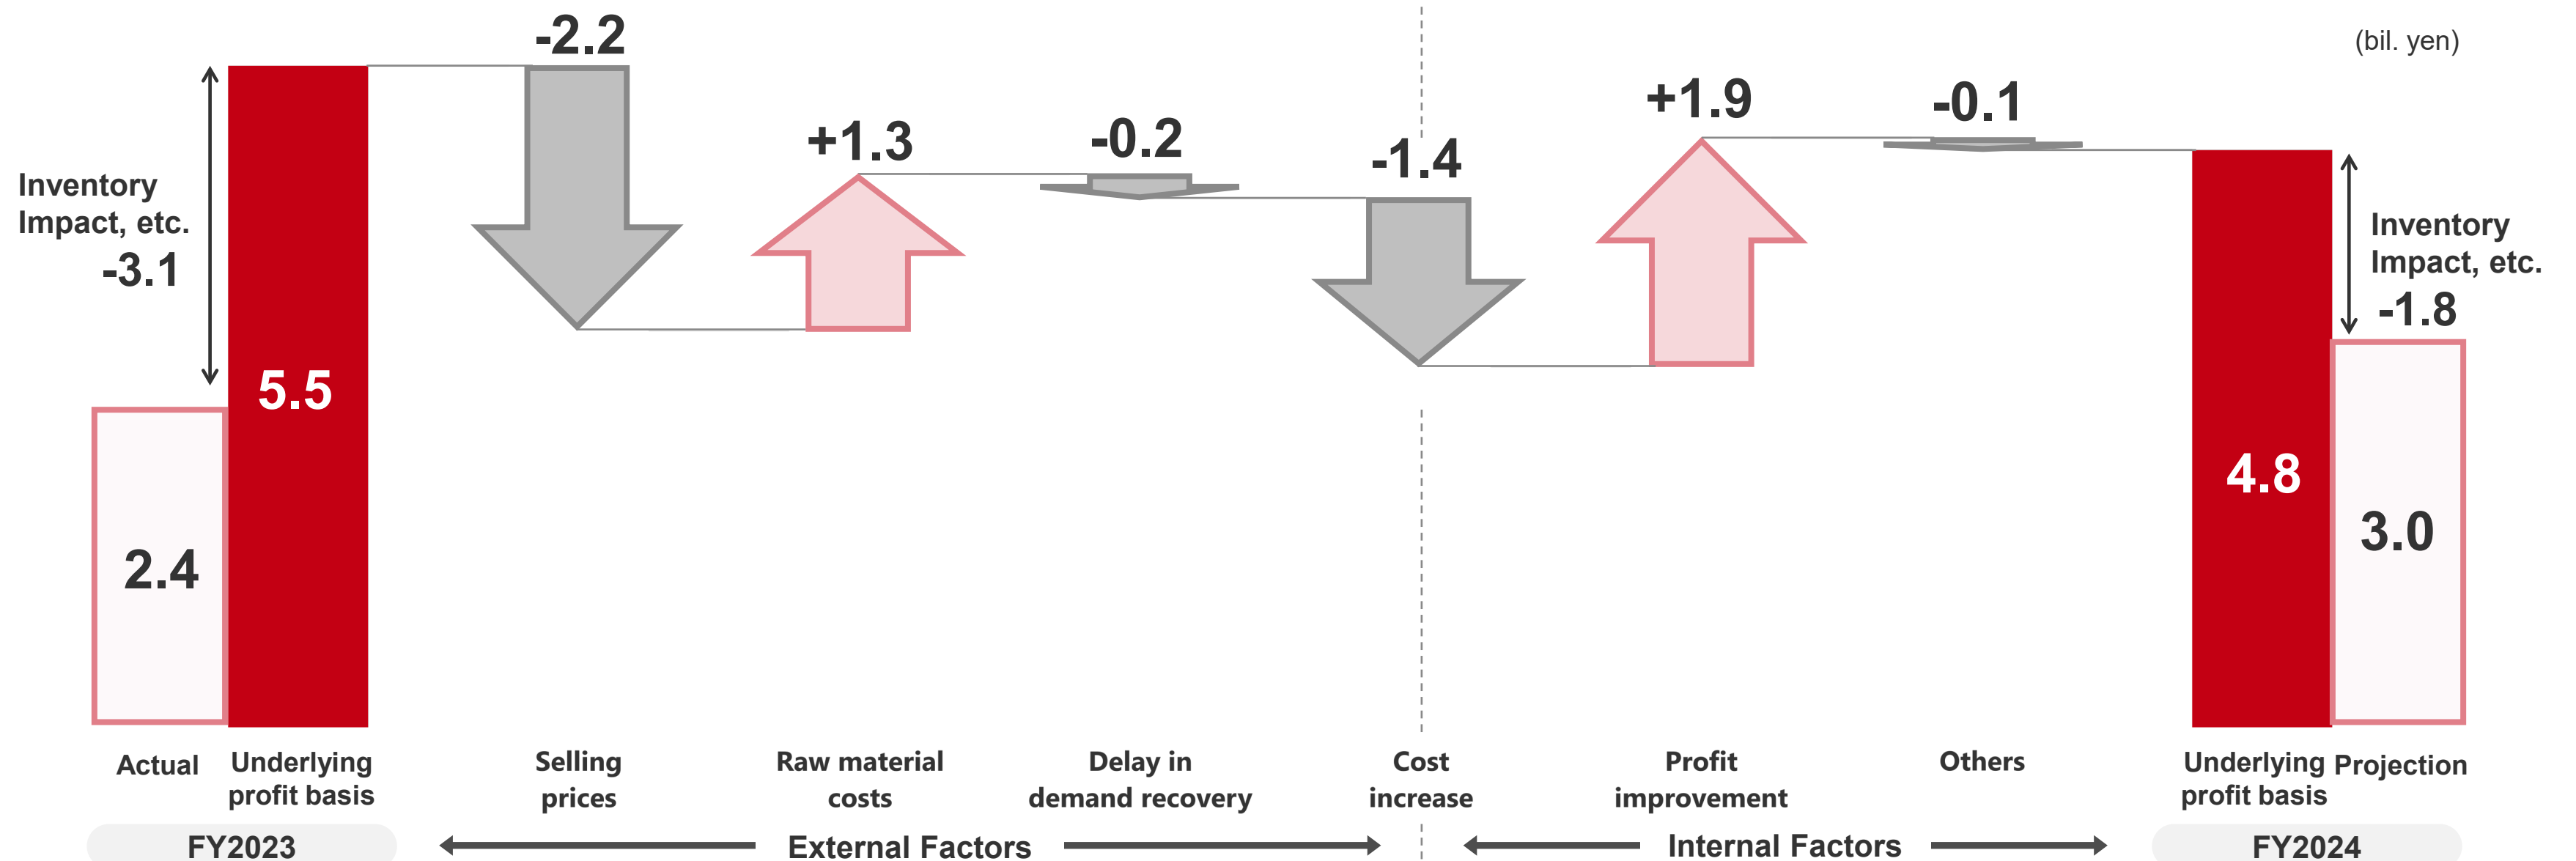 (bil. yen)
-2.2
+1.3
-0.2
-1.4
+1.9
-0.1
Inventory
Impact, etc.
-3.1
5.5
2.4
Inventory
Impact, etc.
-1.8
4.8
3.0
Actual
Underlying
profit basis
Selling
prices
Raw material
costs
Delay in
demand recovery
Cost
increase
Profit
improvement
Others
Underlying
profit basis
Projection
FY2023
External Factors
Internal Factors
FY2024